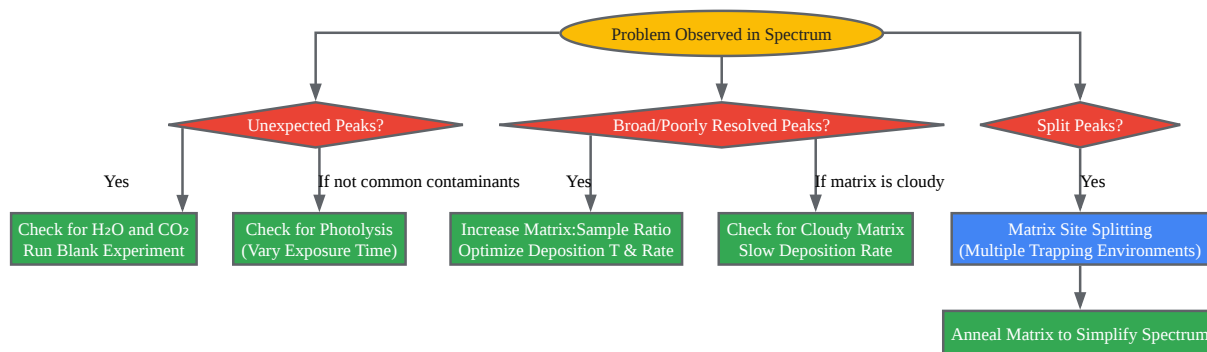 Problem Observed in Spectrum
Unexpected Peaks?
Broad/Poorly Resolved Peaks?
Split Peaks?
Yes
If not common contaminants
Yes
If matrix is cloudy
Yes
Check for H₂O and CO₂
Run Blank Experiment
Check for Photolysis
(Vary Exposure Time)
Increase Matrix:Sample Ratio
Optimize Deposition T & Rate
Check for Cloudy Matrix
Slow Deposition Rate
Matrix Site Splitting
(Multiple Trapping Environments)
Anneal Matrix to Simplify Spectrum